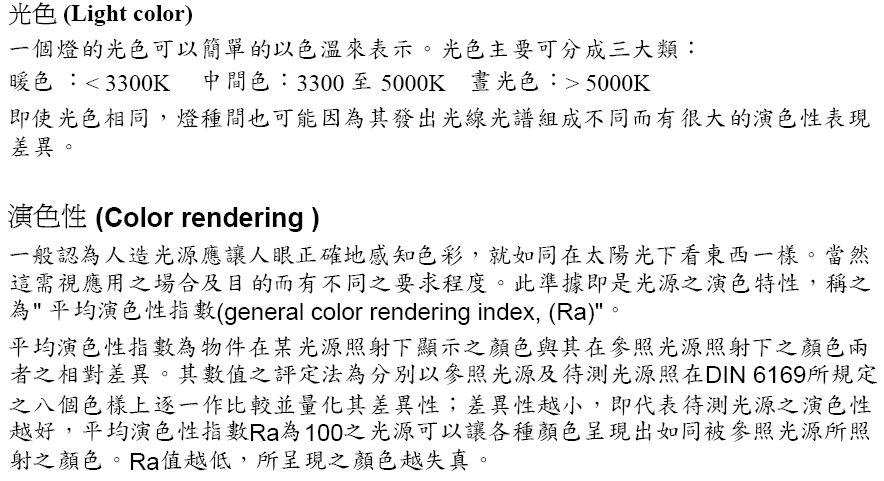 光色 (Light color)
一個燈的光色可以簡單的以色溫來表示。光色主要可分成三大類：
暖色 ：< 3300K 中間色：3300 至 5000K 晝光色：> 5000K
即使光色相同，燈種間也可能因為其發出光線光譜組成不同而有很大的演色性表現
差異。
演色性 (Color rendering )
一般認為人造光源應讓人眼正確地感知色彩，就如同在太陽光下看東西一樣。當然
這需視應用之場合及目的而有不同之要求程度。此準據即是光源之演色特性，稱之
為" 平均演色性指數(general color rendering index, (Ra)"。
平均演色性指數為物件在某光源照射下顯示之顏色與其在參照光源照射下之顏色兩
者之相對差異。其數值之評定法為分別以參照光源及待測光源照在DIN 6169所規定
之八個色樣上逐一作比較並量化其差異性；差異性越小，即代表待測光源之演色性
越好，平均演色性指數Ra為100之光源可以讓各種顏色呈現出如同被參照光源所照
射之顏色。Ra值越低，所呈現之顏色越失真。